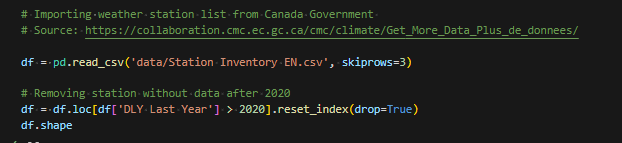 # Importing weather station list from Canada Government
# Source: https://collaboration.cmc.ec.gc.ca/cmc/climate/Get_More_Data_Plus_de_donnees/
df = pd.read_csv('data/Station Inventory EN.csv', skiprows=3)
# Removing station without data after 2020
df = df.loc[df['DLY Last Year'] > 2020].reset_index(drop=True)
df.shape